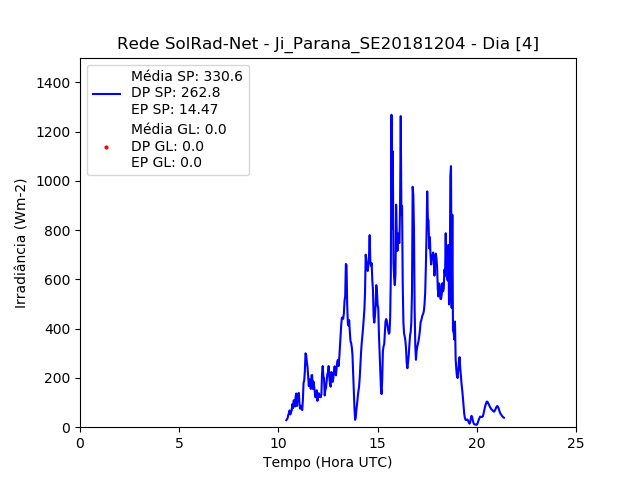 Rede SolRad-Net - Ji_Parana_SE20181204 - Dia [4]
Média SP: 330.6
DP SP: 262.8
EP SP: 14.47
Média GL: 0.0
DP GL: 0.0
EP GL: 0.0
1400
1200
1000
800
600
400
200
0
Irradiância (Wm-2)
0 5 10 15 20 25
Tempo (Hora UTC)